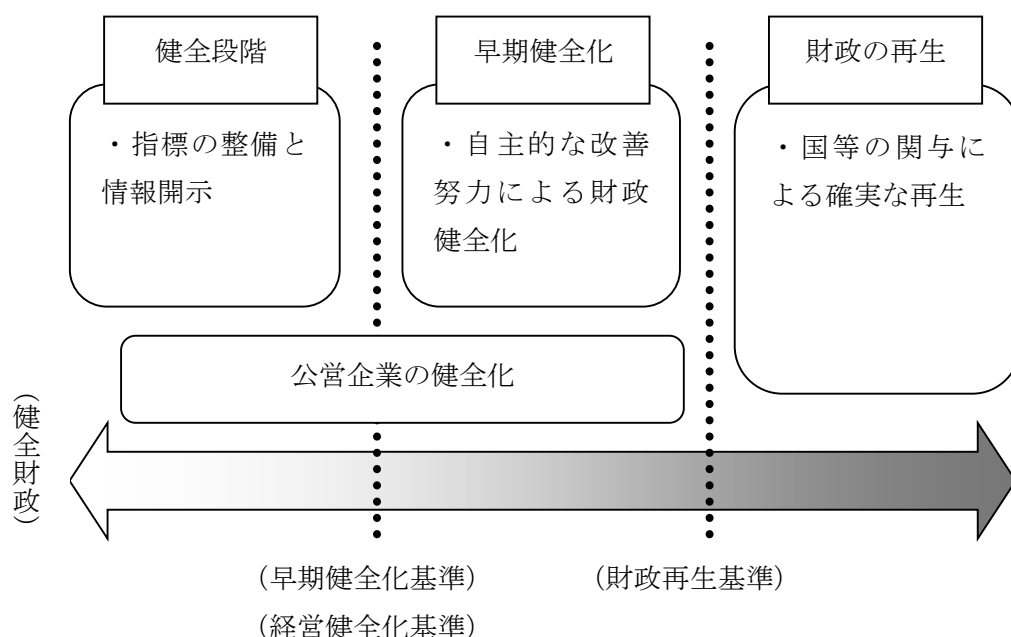 健全段階
・指標の整備と
情報開示
早期健全化
・自主的な改善
努力による財政
健全化
財政の再生
・国等の関与に
よる確実な再生
公営企業の健全化
(健全財政)
(早期健全化基準)
(経営健全化基準)
(財政再生基準)